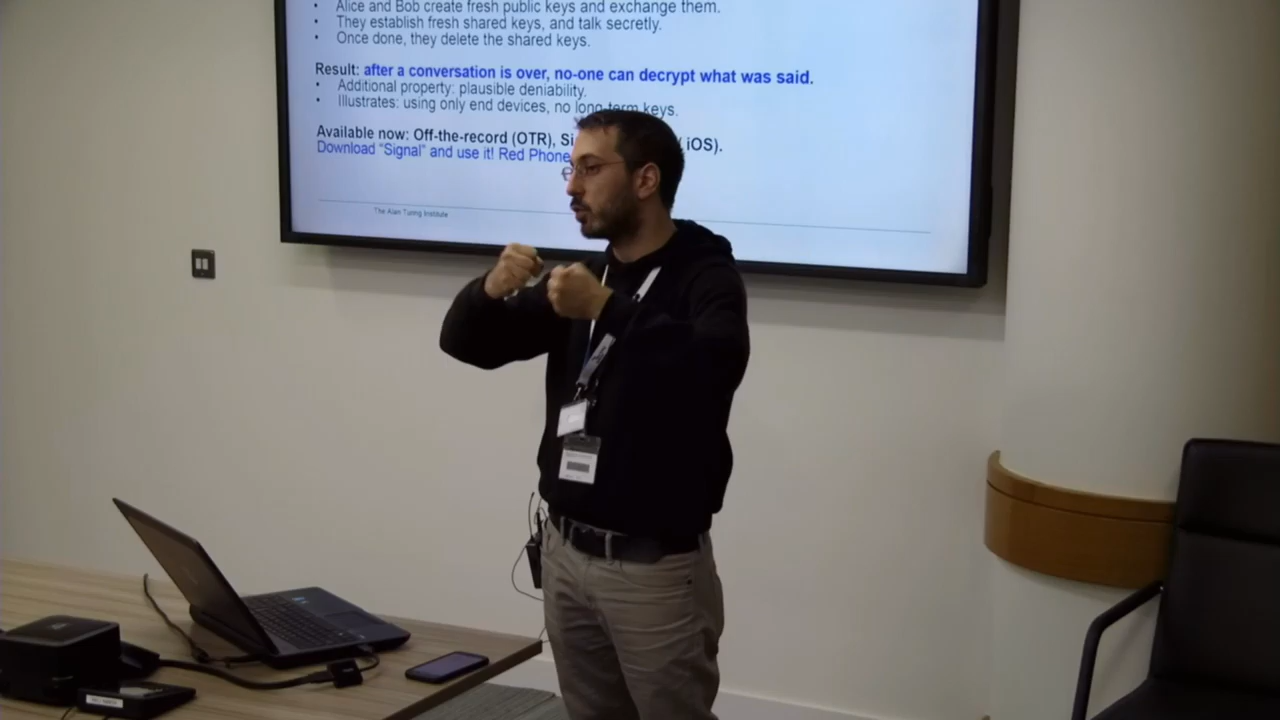 • Alice and Bob create fresh public keys and exchange them.
• They establish fresh shared keys, and talk secretly.
• Once done, they delete the shared keys.
Result: after a conversation is over, no-one can decrypt what was said.
• Additional property: plausible deniability.
• Illustrates: using only end devices, no long-term keys.
Available now: Off-the-record (OTR), Si / iOS).
Download "Signal" and use it! Red Phone
The Alan Turing Institute